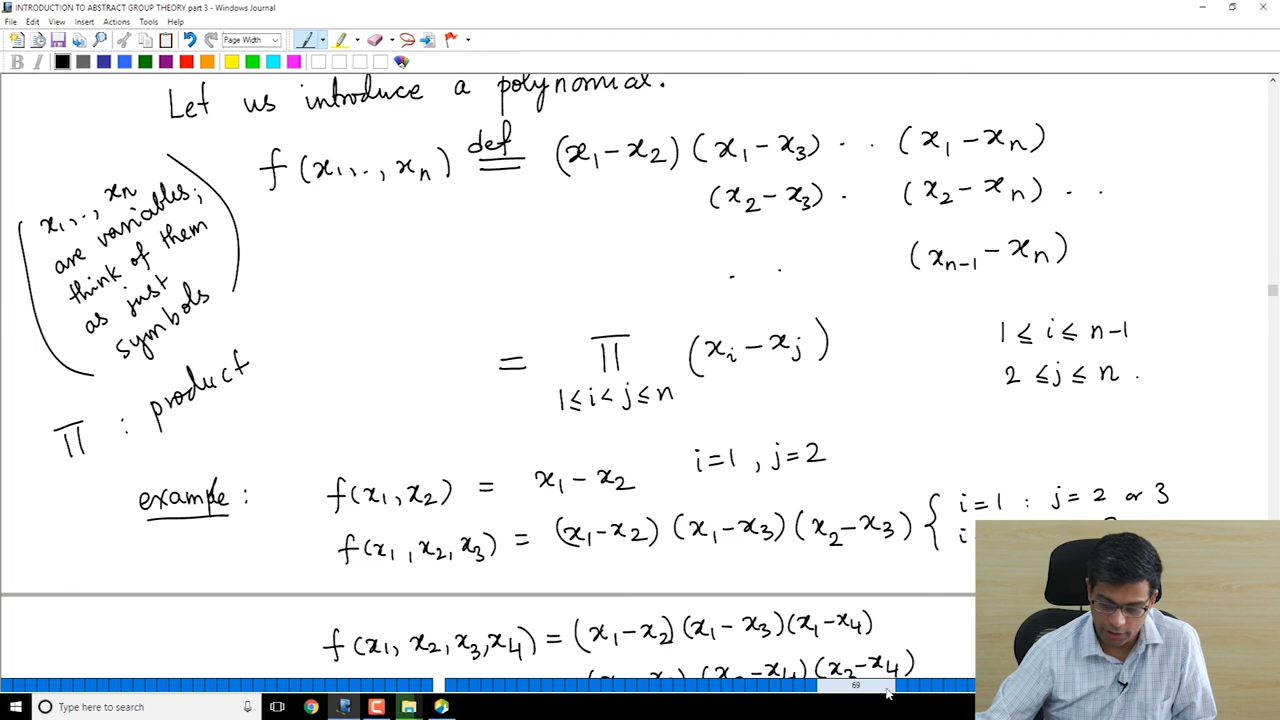 INTRODUCTION TO ABSTRACT GROUP THEORY part 3 - Windows Journal
File Edit View Insert Actions Tools Help
Page Width
B I
Let us introduce a polynomial.
f(x₁,.., xₙ) def = (x₁-x₂) (x₁-x₃) .. (x₁-xₙ)
(x₂-x₃) . (x₂-xₙ) ..
. . (xₙ₋₁-xₙ)
(x₁,.., xₙ
are variables;
think of them
as just
symbols)
= Π (xᵢ-xⱼ)
1≤i<j≤n
1 ≤ i ≤ n-1
2 ≤ j ≤ n .
Π : product
example : f(x₁,x₂) = x₁-x₂ i=1, j=2
f(x₁,x₂,x₃) = (x₁-x₂) (x₁-x₃) (x₂-x₃) { i=1 : j=2 or 3
f(x₁, x₂,x₃,x₄) = (x₁-x₂)(x₁-x₃)(x₁-x₄)
(x₂-x₄)
69
Type here to search